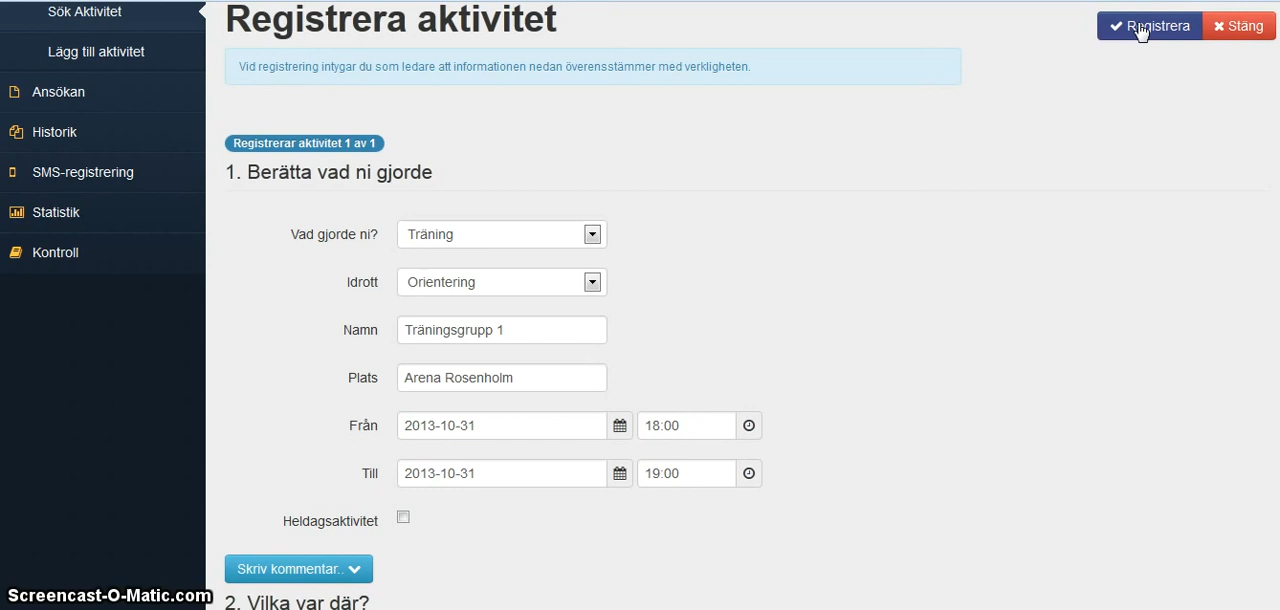 Sök Aktivitet
Lägg till aktivitet
Ansökan
Historik
SMS-registrering
Statistik
Kontroll
Registrera aktivitet
Registrera
Stäng
Vid registrering intygar du som ledare att informationen nedan överensstämmer med verkligheten.
Registrerar aktivitet 1 av 1
1. Berätta vad ni gjorde
Vad gjorde ni? Träning
Idrott Orientering
Namn Träningsgrupp 1
Plats Arena Rosenholm
Från 2013-10-31 18:00
Till 2013-10-31 19:00
Heldagsaktivitet
Skriv kommentar..
2. Vilka var där?
Screencast-O-Matic.com